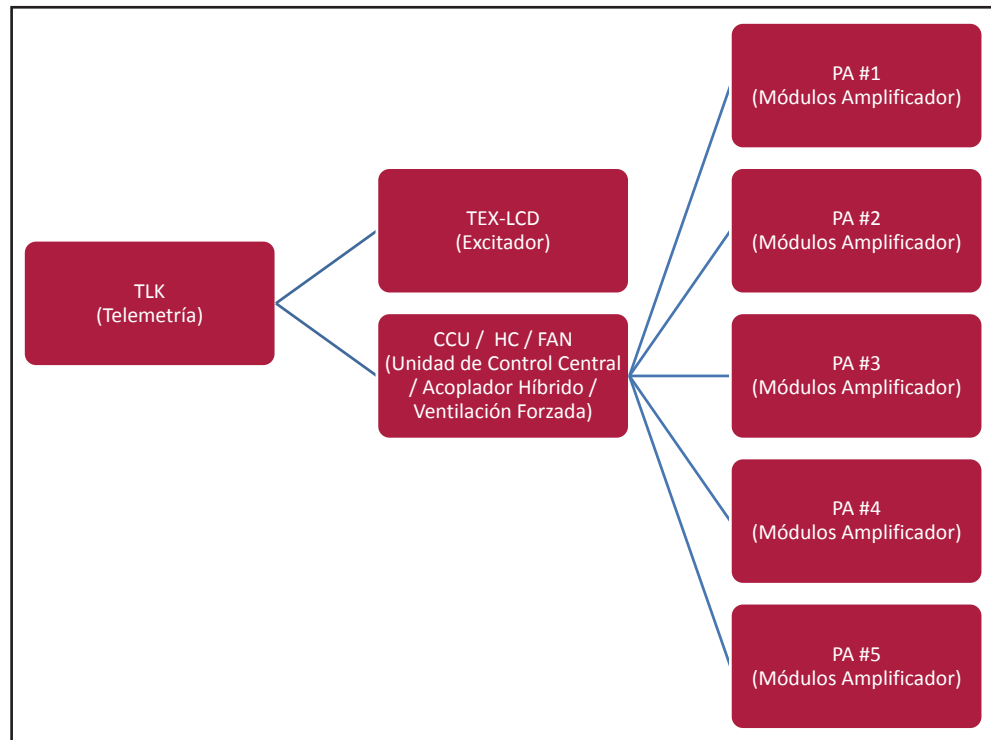 TLK
(Telemetría)
TEX-LCD
(Excitador)
CCU / HC / FAN
(Unidad de Control Central
/ Acoplador Híbrido /
Ventilación Forzada)
PA #1
(Módulos Amplificador)
PA #2
(Módulos Amplificador)
PA #3
(Módulos Amplificador)
PA #4
(Módulos Amplificador)
PA #5
(Módulos Amplificador)